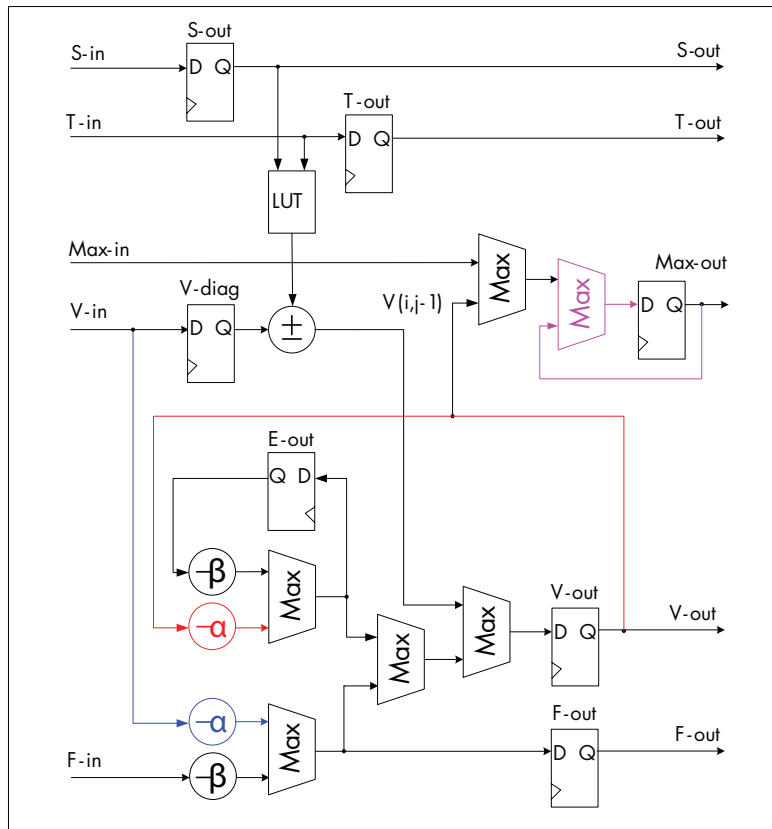 S-out
S-in
D Q
S-out
T-out
T-in
D Q
T-out
LUT
Max-in
Max
Max
Max-out
D Q
V-diag
V(i,j-1)
V-in
D Q
±
E-out
Q D
-β
Max
-α
Max
Max
V-out
D Q
V-out
-α
Max
F-out
D Q
F-out
F-in
-β